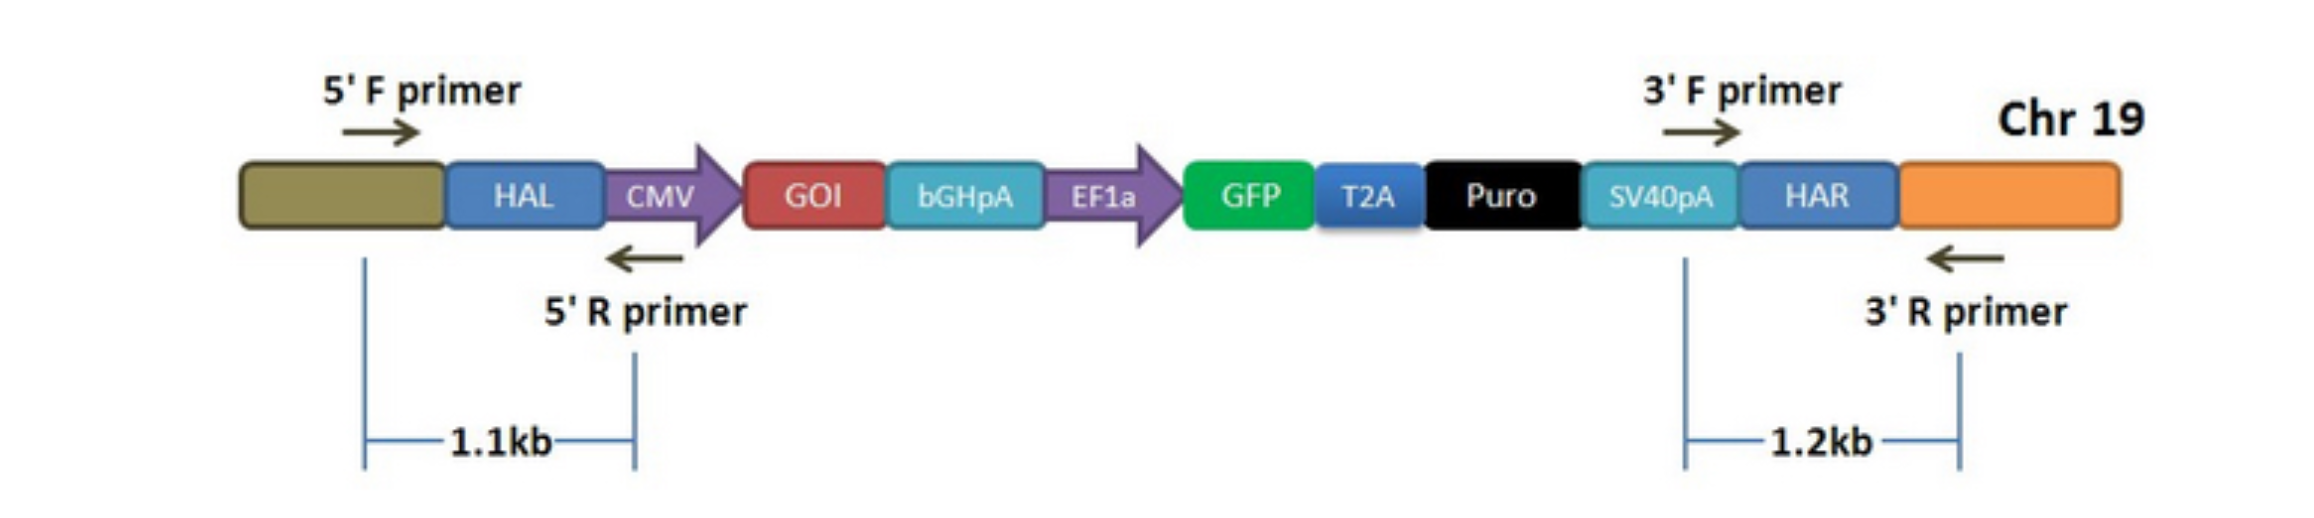 5' F primer
3' F primer
Chr 19
HAL CMV GOI bGHpA EF1a GFP T2A Puro SV40pA HAR
5' R primer
3' R primer
1.1kb
1.2kb